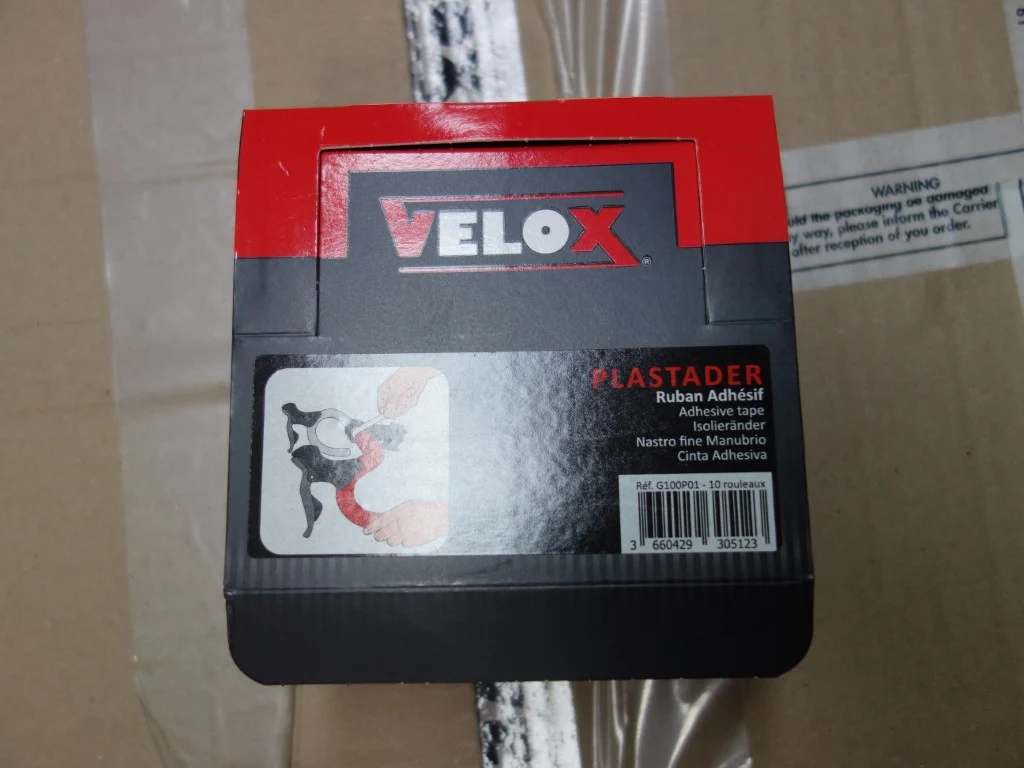 VELOX
®
PLASTADER
Ruban Adhésif
Adhesive tape
Isolieränder
Nastro fine Manubrio
Cinta Adhesiva
Réf. G100P01 - 10 rouleaux
3 660429 305123
WARNING
the packaging be damaged
way, please inform the Carrier
after reception of you order.